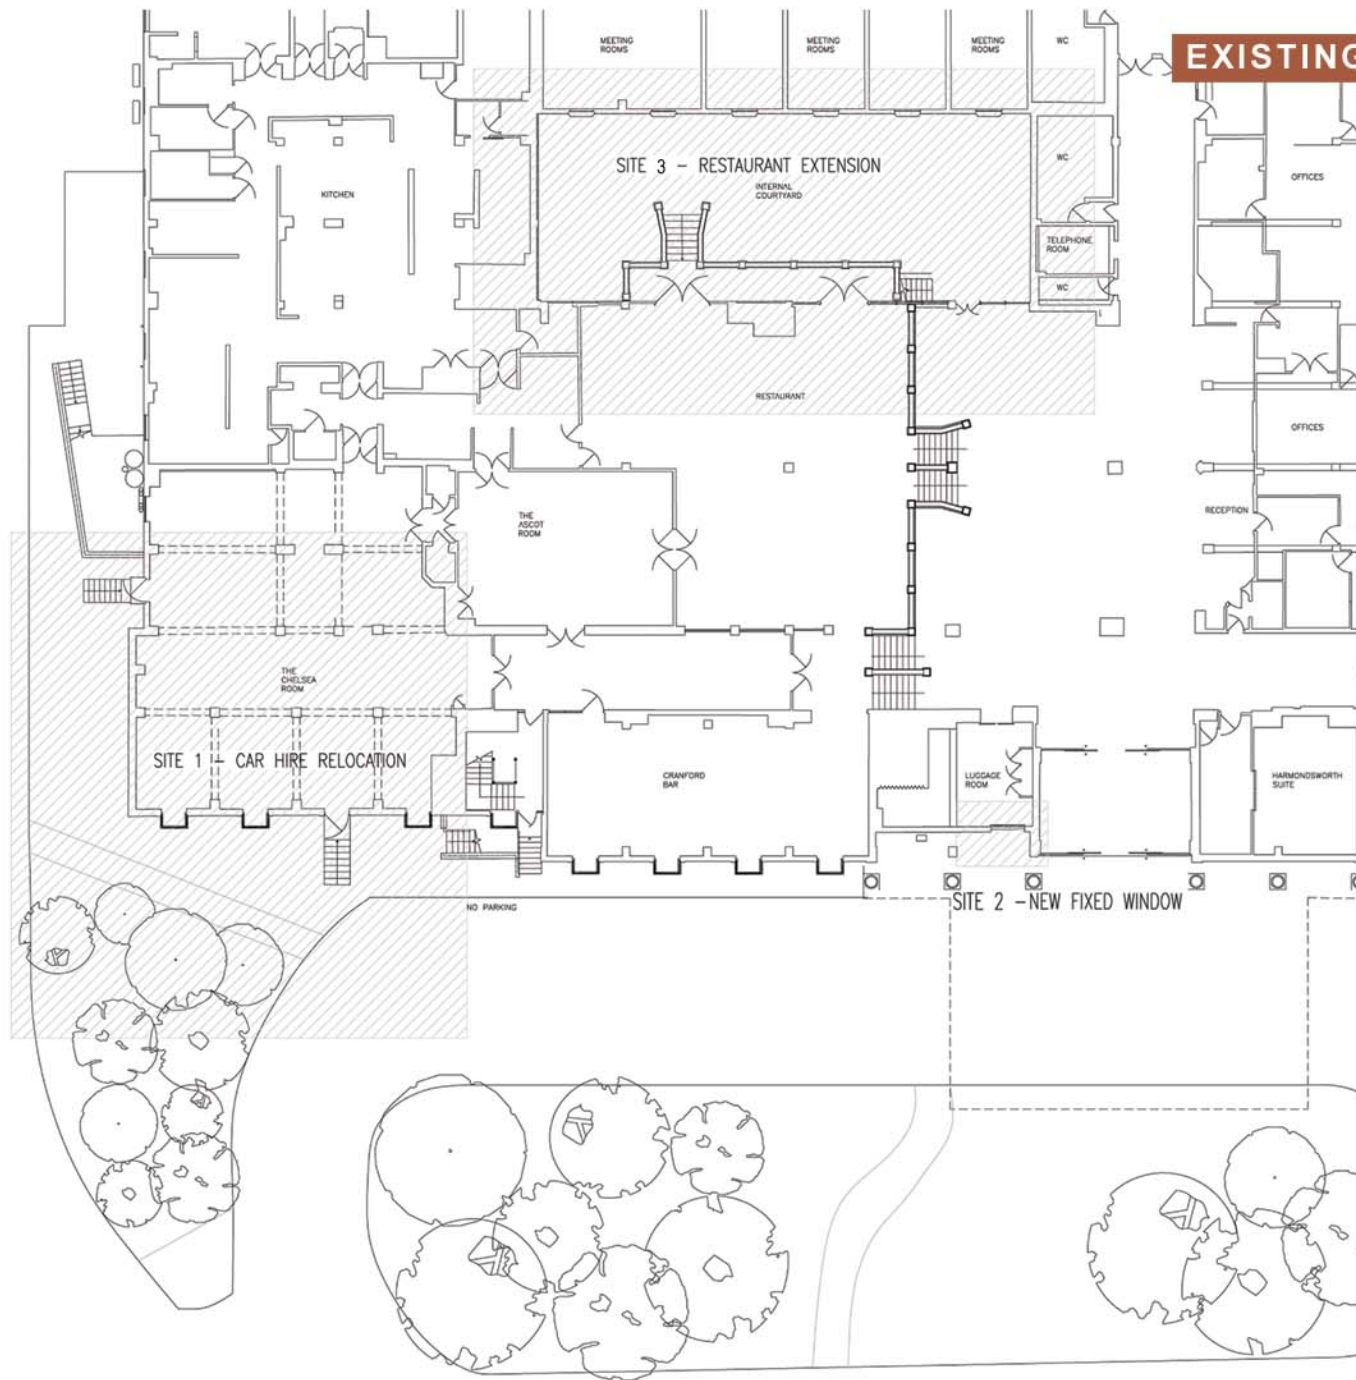 EXISTING
MEETING
ROOMS
MEETING
ROOMS
MEETING
ROOMS
WC
SITE 3 - RESTAURANT EXTENSION
INTERNAL
COURTYARD
WC
OFFICES
KITCHEN
TELEPHONE
ROOM
WC
RESTAURANT
OFFICES
THE
ASCOT
ROOM
RECEPTION
THE
CHELSEA
ROOM
SITE 1 - CAR HIRE RELOCATION
CRANFORD
BAR
LUGGAGE
ROOM
HARMONDSWORTH
SUITE
NO PARKING
SITE 2 -NEW FIXED WINDOW